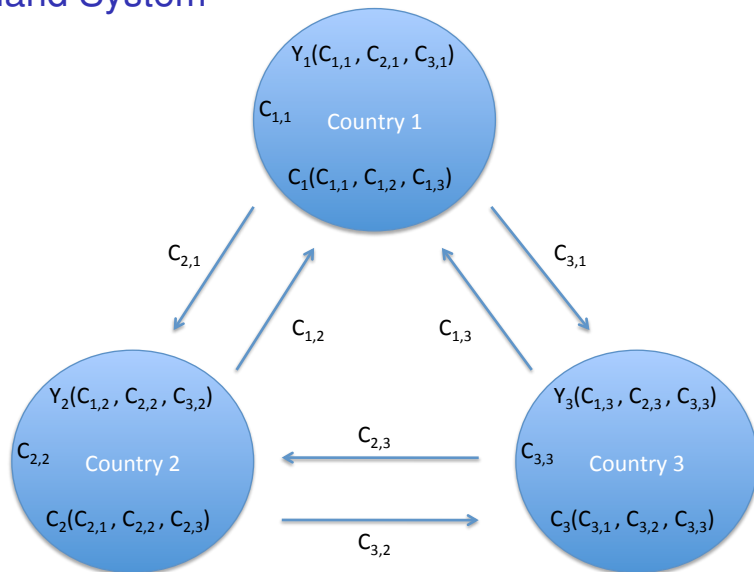 Y₁(C₁,₁ , C₂,₁ , C₃,₁)
C₁,₁
Country 1
C₁(C₁,₁ , C₁,₂ , C₁,₃)
C₂,₁
C₃,₁
C₁,₂
C₁,₃
Y₂(C₁,₂ , C₂,₂ , C₃,₂)
Y₃(C₁,₃ , C₂,₃ , C₃,₃)
C₂,₃
C₂,₂
Country 2
C₃,₃
Country 3
C₂(C₂,₁ , C₂,₂ , C₂,₃)
C₃(C₃,₁ , C₃,₂ , C₃,₃)
C₃,₂